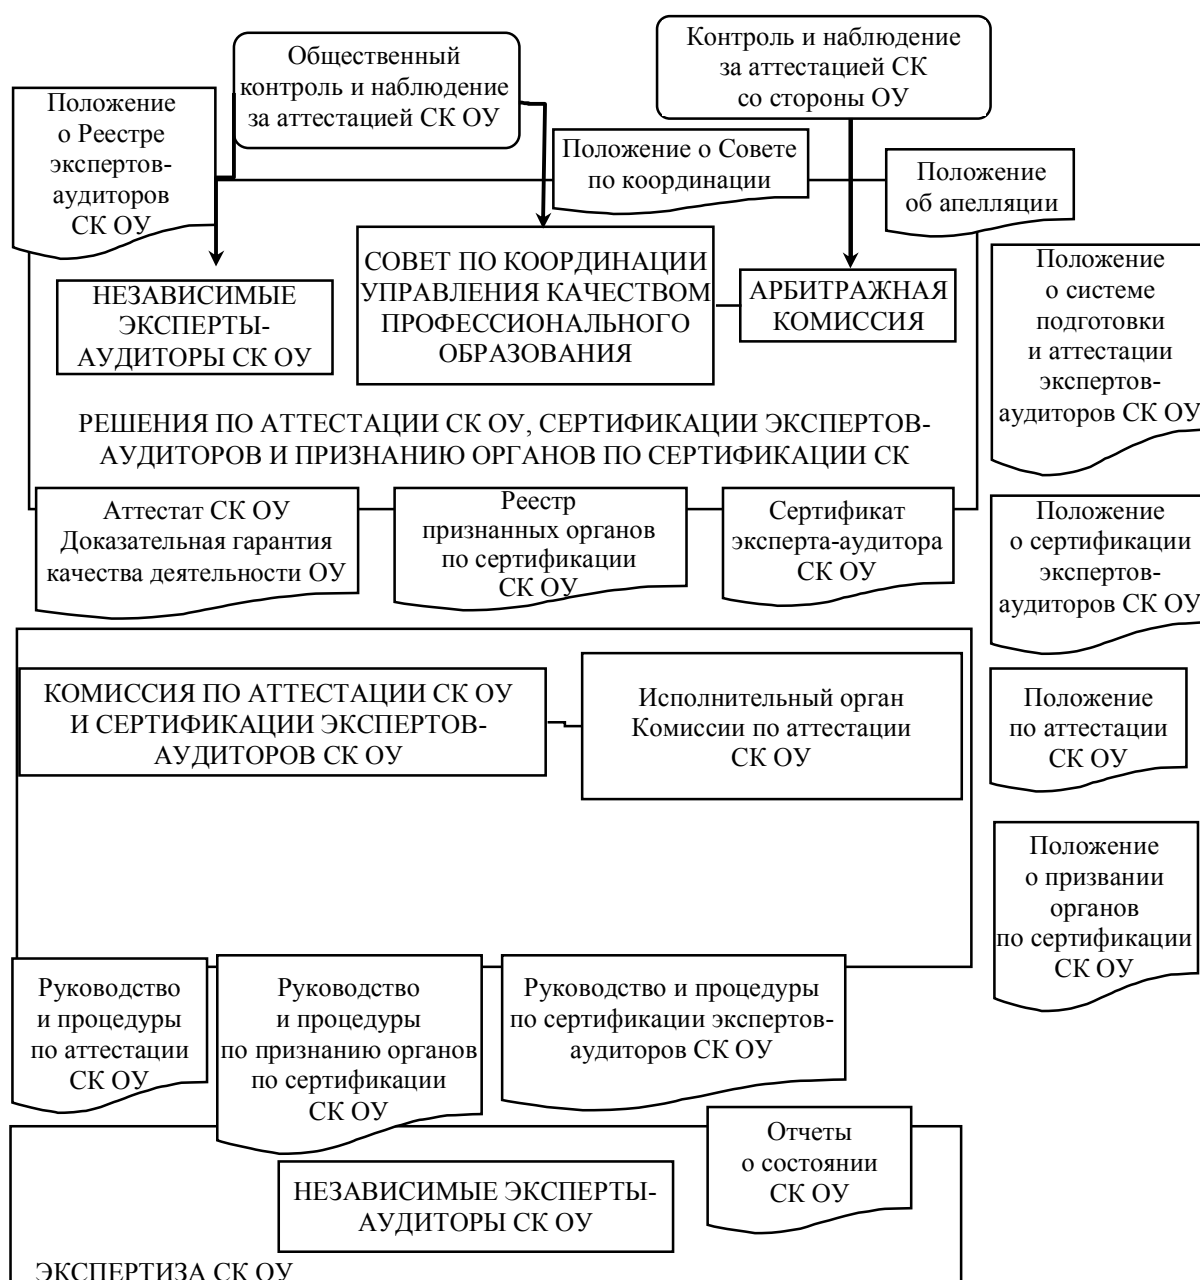 Общественный
контроль и наблюдение
за аттестацией СК ОУ
Контроль и наблюдение
за аттестацией СК
со стороны ОУ
Положение
о Реестре
экспертов-
аудиторов
СК ОУ
Положение о Совете
по координации
Положение
об апелляции
НЕЗАВИСИМЫЕ
ЭКСПЕРТЫ-
АУДИТОРЫ СК ОУ
СОВЕТ ПО КООРДИНАЦИИ
УПРАВЛЕНИЯ КАЧЕСТВОМ
ПРОФЕССИОНАЛЬНОГО
ОБРАЗОВАНИЯ
АРБИТРАЖНАЯ
КОМИССИЯ
Положение
о системе
подготовки
и аттестации
экспертов-
аудиторов СК ОУ
РЕШЕНИЯ ПО АТТЕСТАЦИИ СК ОУ, СЕРТИФИКАЦИИ ЭКСПЕРТОВ-
АУДИТОРОВ И ПРИЗНАНИЮ ОРГАНОВ ПО СЕРТИФИКАЦИИ СК
Аттестат СК ОУ
Доказательная гарантия
качества деятельности ОУ
Реестр
признанных органов
по сертификации
СК ОУ
Сертификат
эксперта-аудитора
СК ОУ
Положение
о сертификации
экспертов-
аудиторов СК ОУ
КОМИССИЯ ПО АТТЕСТАЦИИ СК ОУ
И СЕРТИФИКАЦИИ ЭКСПЕРТОВ-
АУДИТОРОВ СК ОУ
Исполнительный орган
Комиссии по аттестации
СК ОУ
Положение
по аттестации
СК ОУ
Положение
о призвании
органов
по сертификации
СК ОУ
Руководство
и процедуры
по аттестации
СК ОУ
Руководство
и процедуры
по признанию органов
по сертификации
СК ОУ
Руководство и процедуры
по сертификации экспертов-
аудиторов СК ОУ
Отчеты
о состоянии
СК ОУ
НЕЗАВИСИМЫЕ ЭКСПЕРТЫ-
АУДИТОРЫ СК ОУ
ЭКСПЕРТИЗА СК ОУ